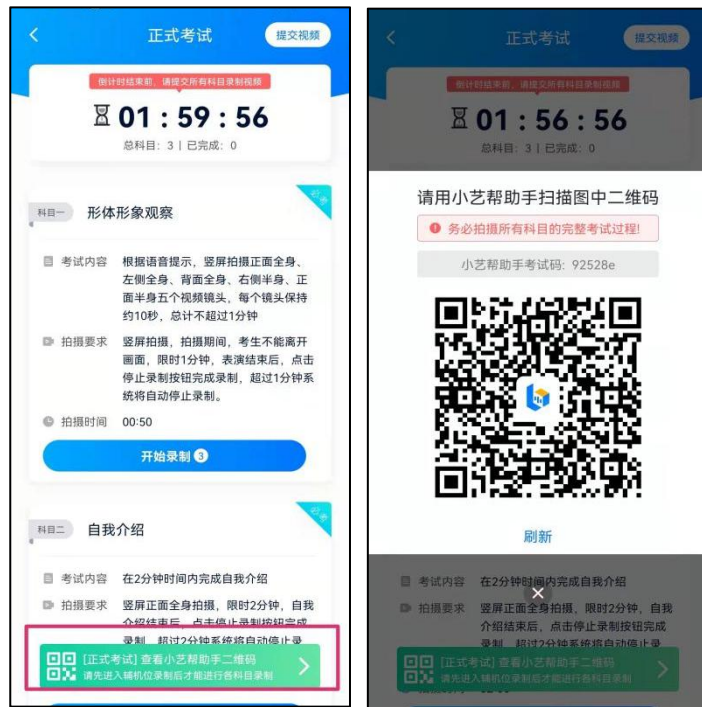 正式考试
提交视频
倒计时结束前，请提交所有科目录制视频
01 : 59 : 56
总科目：3 | 已完成：0
必考
科目一
形体形象观察
考试内容
根据语音提示，竖屏拍摄正面全身、
左侧全身、背面全身、右侧半身、正
面半身五个视频镜头，每个镜头保持
约10秒，总计不超过1分钟
拍摄要求
竖屏拍摄，拍摄期间，考生不能离开
画面，限时1分钟，表演结束后，点击
停止录制按钮完成录制，超过1分钟系
统将自动停止录制。
拍摄时间
00:50
开始录制 3
必考
科目二
自我介绍
考试内容
在2分钟时间内完成自我介绍
拍摄要求
竖屏正面全身拍摄，限时2分钟，自我
介绍结束后，点击停止录制按钮完成
录制，超过2分钟系统将自动停止录
[正式考试] 查看小艺帮助手二维码
请先进入辅机位录制后才能进行各科目录制
正式考试
提交视频
倒计时结束前，请提交所有科目录制视频
01 : 56 : 56
总科目：3 | 已完成：0
请用小艺帮助手扫描图中二维码
务必拍摄所有科目的完整考试过程!
小艺帮助手考试码: 92528e
刷新
考试内容
在2分钟时间内完成自我介绍
拍摄要求
竖屏正面全身拍摄，限时2分钟，自我
介绍结束后，点击停止录制按钮完成
录制，超过2分钟系统将自动停止录
[正式考试] 查看小艺帮助手二维码
请先进入辅机位录制后才能进行各科目录制